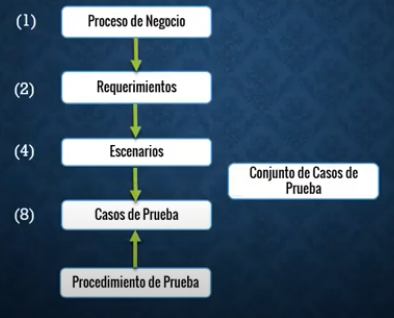 (1) Proceso de Negocio
(2) Requerimientos
(4) Escenarios
Conjunto de Casos de
Prueba
(8) Casos de Prueba
Procedimiento de Prueba